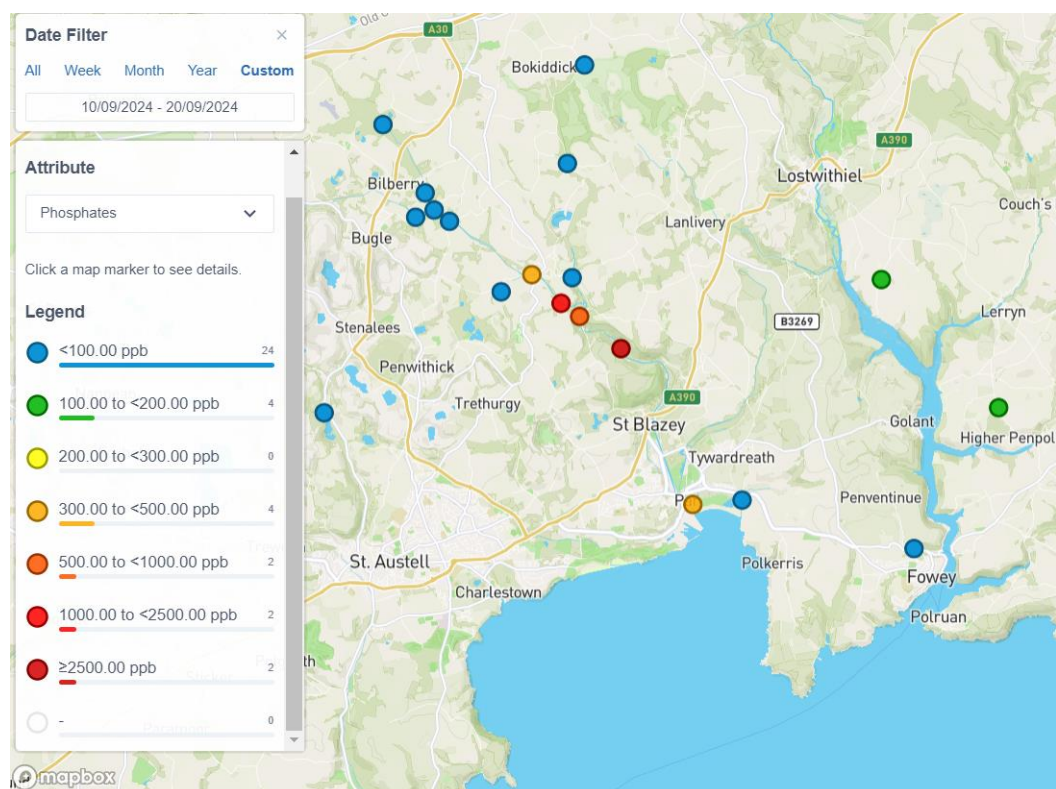 Date Filter ×
All Week Month Year Custom
10/09/2024 - 20/09/2024
Attribute
Phosphates
Click a map marker to see details.
Legend
<100.00 ppb 24
100.00 to <200.00 ppb 4
200.00 to <300.00 ppb 0
300.00 to <500.00 ppb 4
500.00 to <1000.00 ppb 2
1000.00 to <2500.00 ppb 2
≥2500.00 ppb 2
- 0
mapbox
A30
Bokiddick
A390
Lostwithiel
Bilberry
Couch's
Lanlivery
Bugle
Lerryn
B3269
Stenalees
Penwithick
A390
Trethurgy
St Blazey
Golant
Higher Penpol
Tywardreath
Penventinue
St. Austell
Polkerris
Fowey
Charlestown
Polruan